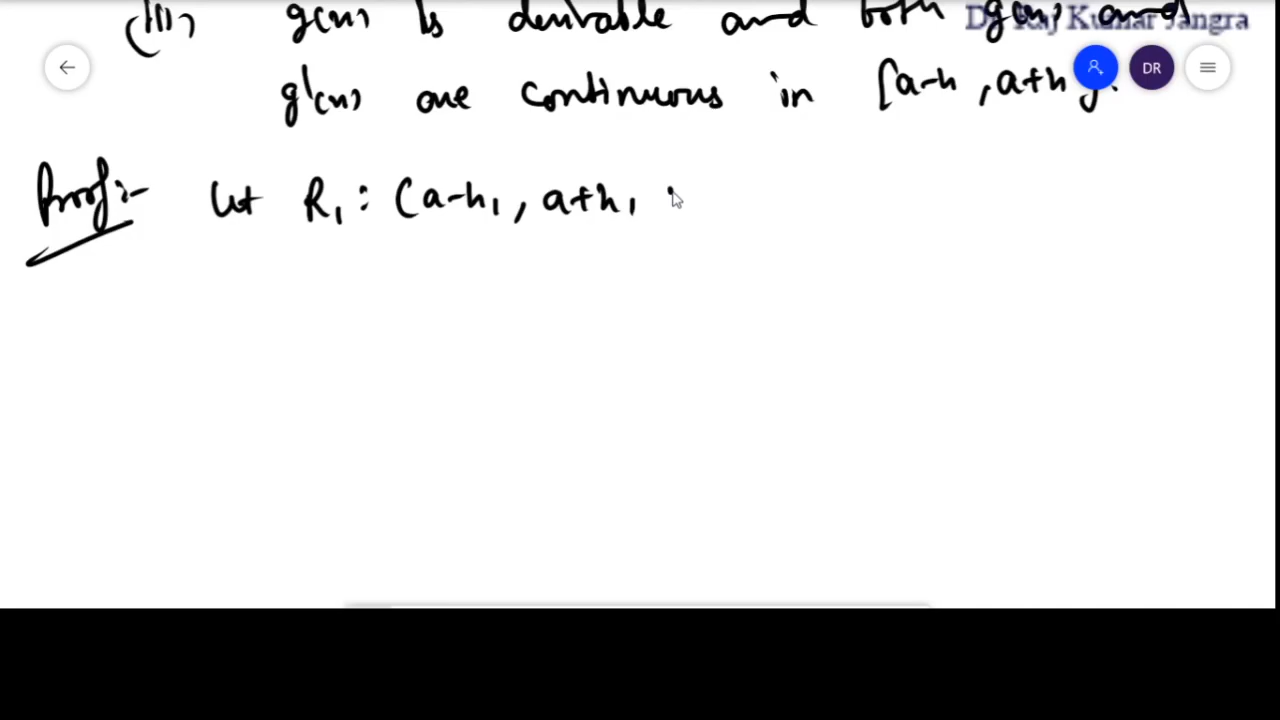 (iii) g(x) is derivable and both g(x) and
Dr. Raj Kumar Jangra
g'(x) are continuous in [a-h, a+h].
DR
Proof:- Let R₁ : (a-h₁, a+h₁ ;